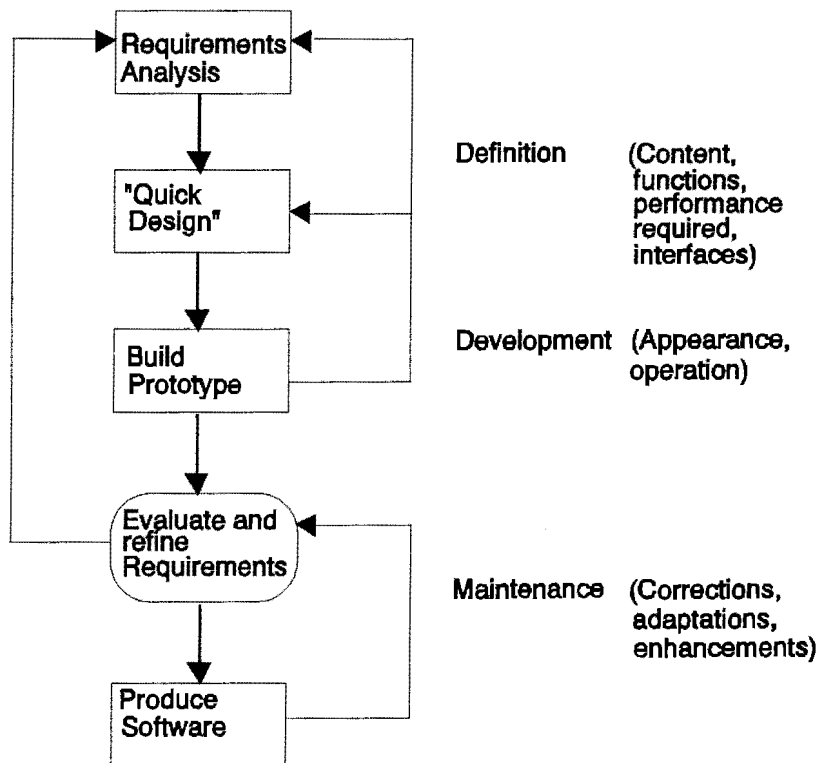 Requirements
Analysis
"Quick
Design"
Build
Prototype
Evaluate and
refine
Requirements
Produce
Software
Definition (Content,
functions,
performance
required,
interfaces)
Development (Appearance,
operation)
Maintenance (Corrections,
adaptations,
enhancements)